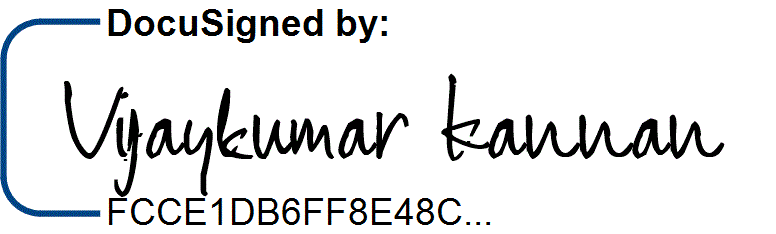 DocuSigned by:
Vijaykumar kannan
FCCE1DB6FF8E48C...